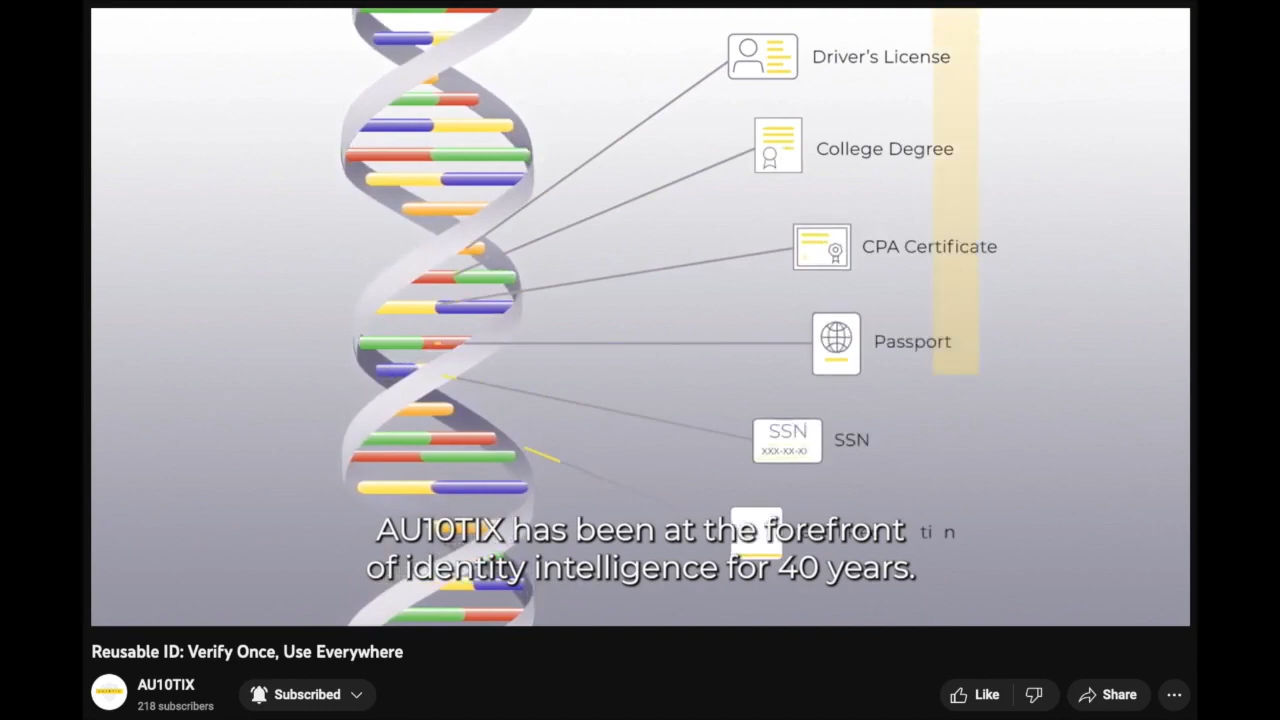 Driver's License
College Degree
CPA Certificate
Passport
SSN
XXX-XX-X
SSN
AU10TIX has been at the forefront
of identity intelligence for 40 years.
Reusable ID: Verify Once, Use Everywhere
AU10TIX
218 subscribers
Subscribed
Like
Share